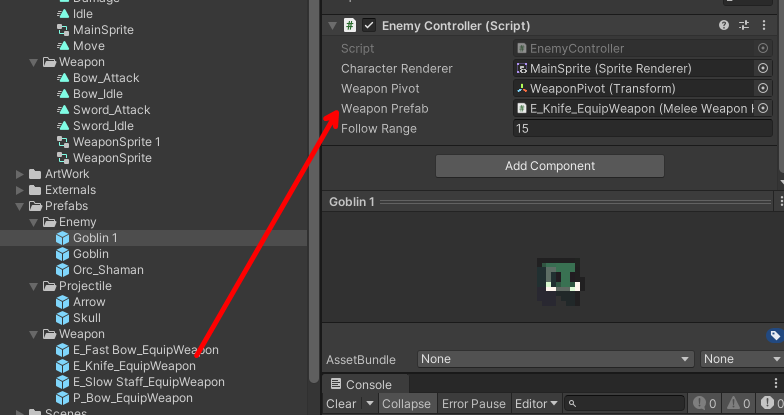 Damage
Idle
MainSprite
Move
Weapon
Bow_Attack
Bow_Idle
Sword_Attack
Sword_Idle
WeaponSprite 1
WeaponSprite
ArtWork
Externals
Prefabs
Enemy
Goblin 1
Goblin
Orc_Shaman
Projectile
Arrow
Skull
Weapon
E_Fast Bow_EquipWeapon
E_Knife_EquipWeapon
E_Slow Staff_EquipWeapon
P_Bow_EquipWeapon
Scenes
Enemy Controller (Script)
Script EnemyController
Character Renderer MainSprite (Sprite Renderer)
Weapon Pivot WeaponPivot (Transform)
Weapon Prefab E_Knife_EquipWeapon (Melee Weapon
Follow Range 15
Add Component
Goblin 1
AssetBundle None None
Console
Clear Collapse Error Pause Editor 0 0 0